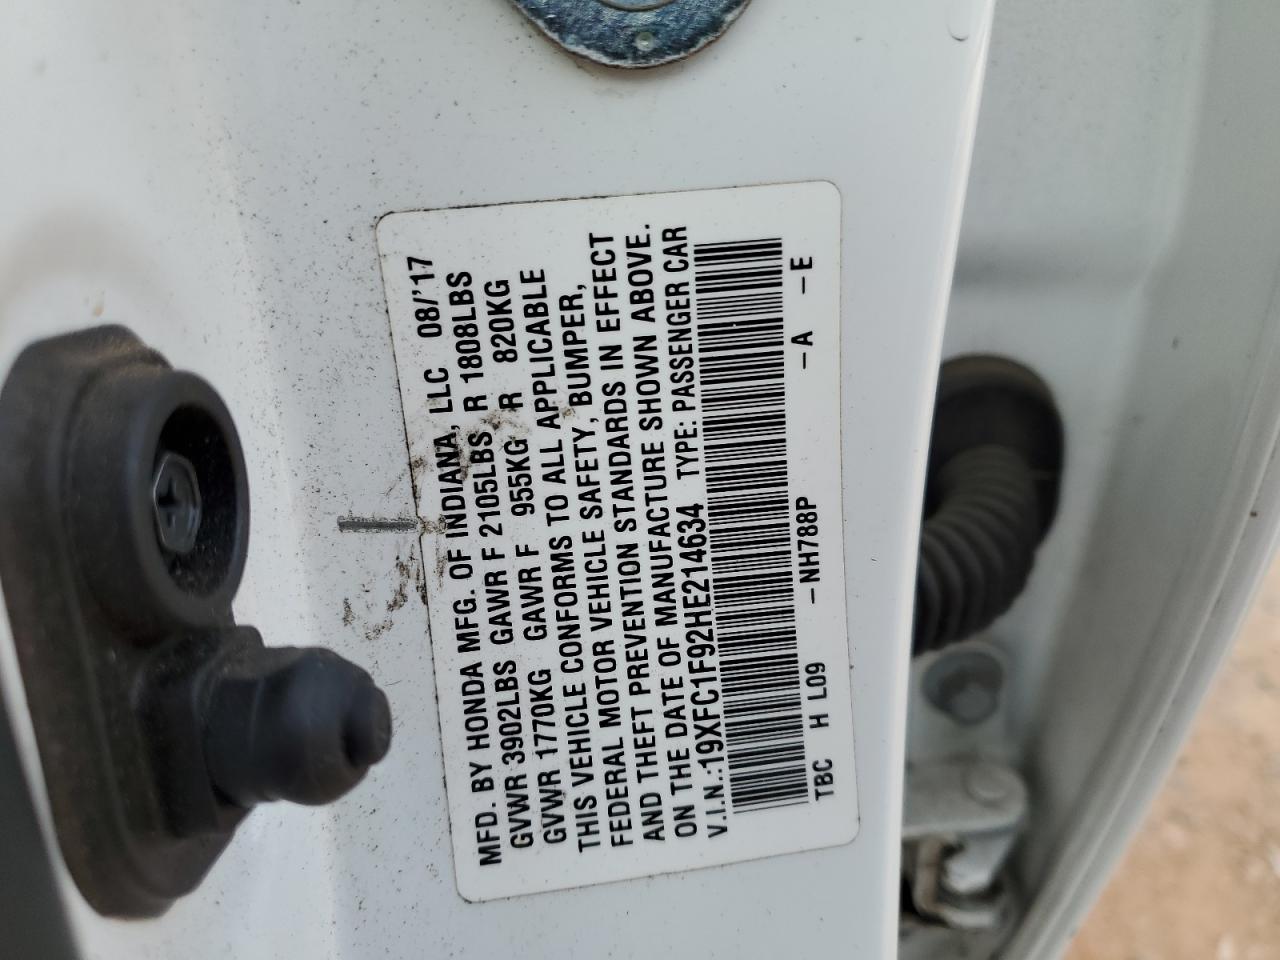 MFD. BY HONDA MFG. OF INDIANA, LLC 08/'17
GVWR 3902LBS GAWR F 2105LBS R 1808LBS
GVWR 1770KG GAWR F 955KG R 820KG
THIS VEHICLE CONFORMS TO ALL APPLICABLE
FEDERAL MOTOR VEHICLE SAFETY, BUMPER,
AND THEFT PREVENTION STANDARDS IN EFFECT
ON THE DATE OF MANUFACTURE SHOWN ABOVE.
V.I.N.:19XFC1F92HE214634 TYPE: PASSENGER CAR
TBC H L09 -NH788P -A -E